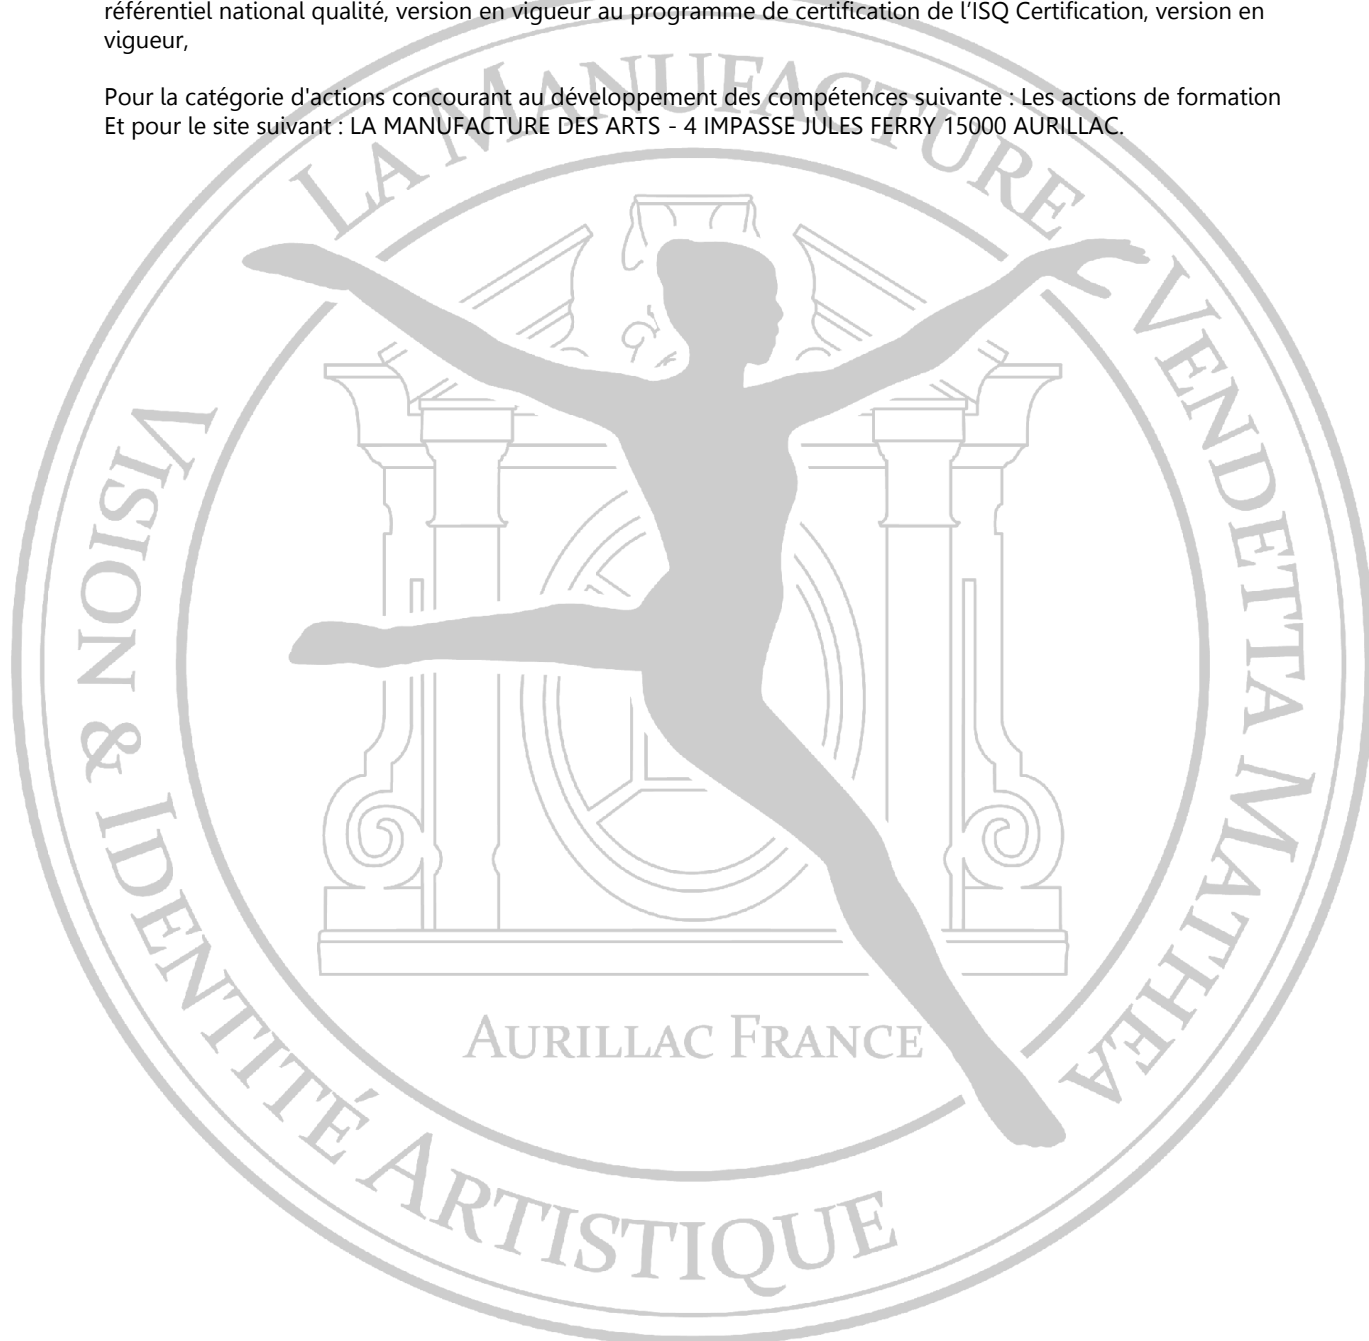 référentiel national qualité, version en vigueur au programme de certification de l'ISQ Certification, version en
vigueur,
Pour la catégorie d'actions concourant au développement des compétences suivante : Les actions de formation
Et pour le site suivant : LA MANUFACTURE DES ARTS - 4 IMPASSE JULES FERRY 15000 AURILLAC.
LA MANUFACTURE VENDETTA MATHEA
VISION & IDENTITÉ ARTISTIQUE
AURILLAC FRANCE